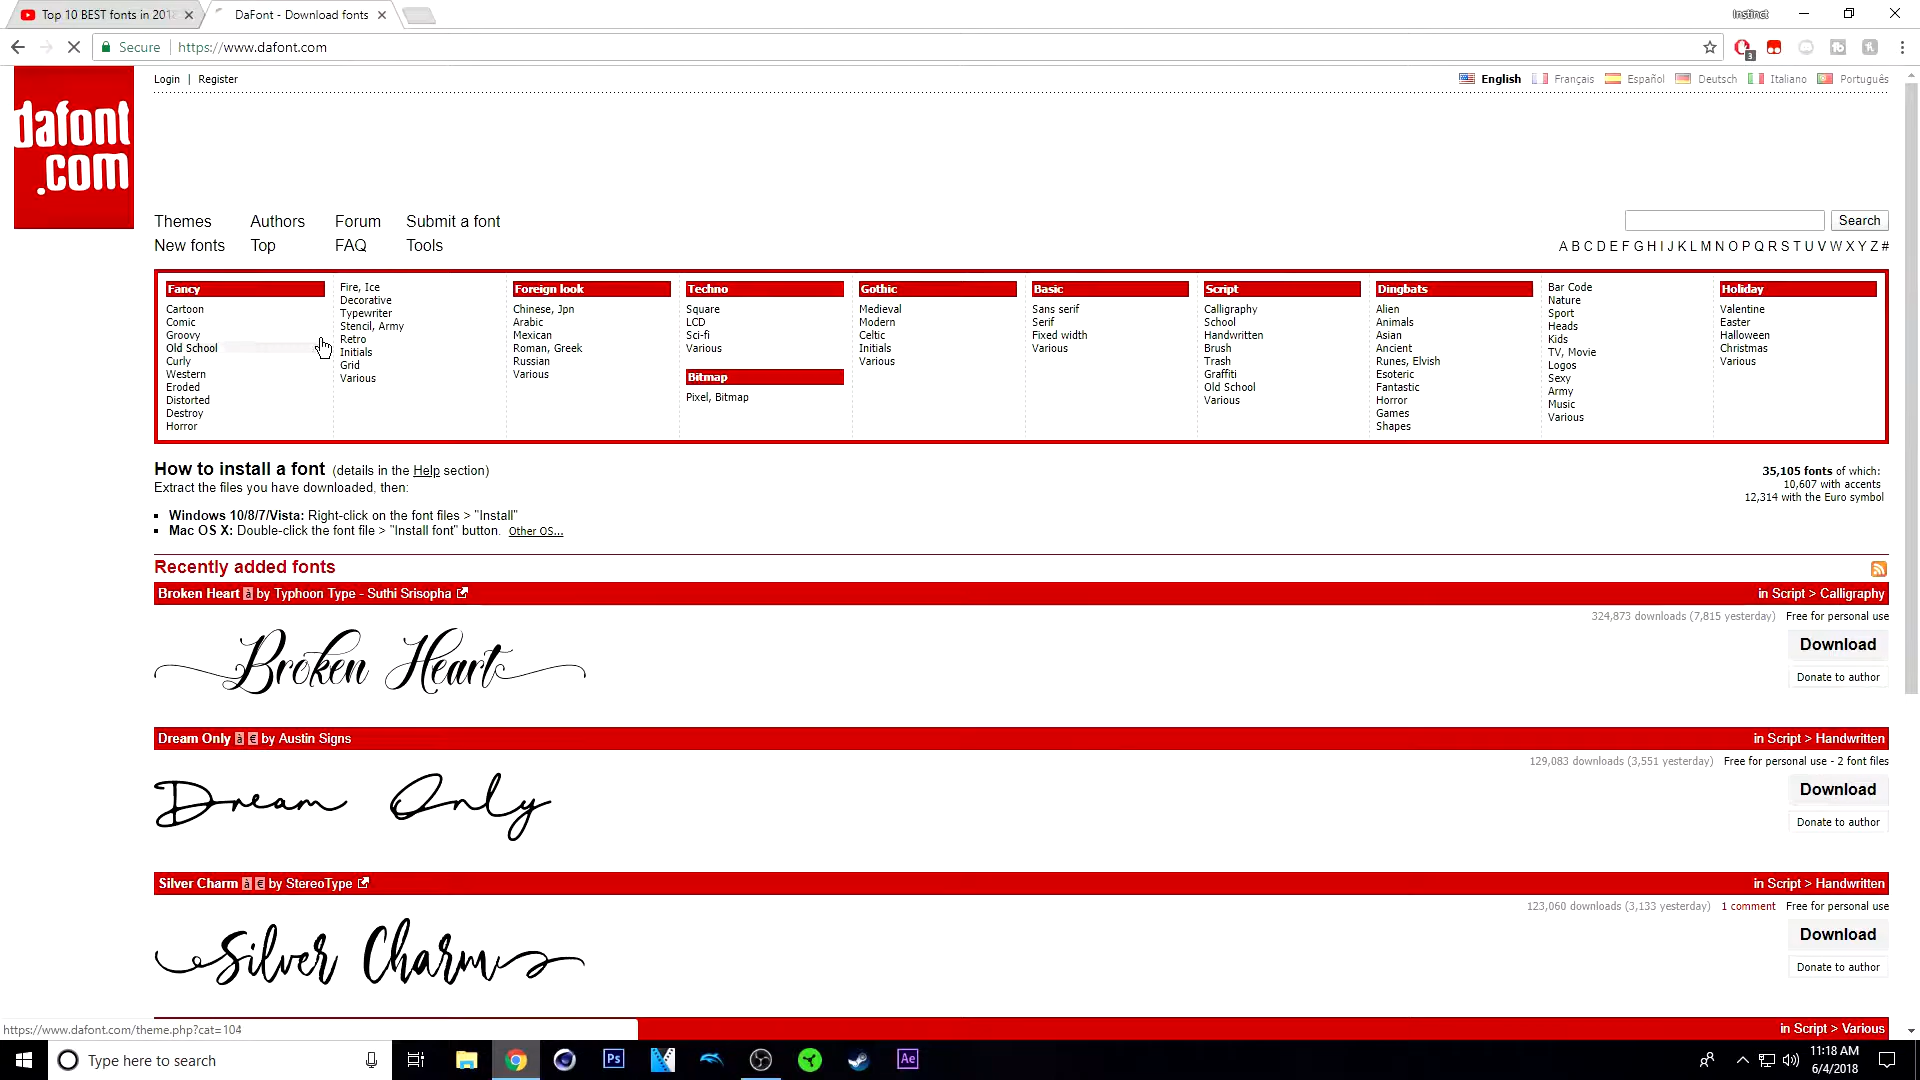 Top 10 BEST fonts in 201
DaFont - Download fonts
Instinct
Secure
https://www.dafont.com
3
dafont
.com
Login | Register
English Français Español Deutsch Italiano Português
Themes Authors Forum Submit a font
New fonts Top FAQ Tools
Search
A B C D E F G H I J K L M N O P Q R S T U V W X Y Z #
Fancy
Cartoon
Comic
Groovy
Old School
Curly
Western
Eroded
Distorted
Destroy
Horror
Fire, Ice
Decorative
Typewriter
Stencil, Army
Retro
Initials
Grid
Various
Foreign look
Chinese, Jpn
Arabic
Mexican
Roman, Greek
Russian
Various
Techno
Square
LCD
Sci-fi
Various
Bitmap
Pixel, Bitmap
Gothic
Medieval
Modern
Celtic
Initials
Various
Basic
Sans serif
Serif
Fixed width
Various
Script
Calligraphy
School
Handwritten
Brush
Trash
Graffiti
Old School
Various
Dingbats
Alien
Animals
Asian
Ancient
Runes, Elvish
Esoteric
Fantastic
Horror
Games
Shapes
Bar Code
Nature
Sport
Heads
Kids
TV, Movie
Logos
Sexy
Army
Music
Various
Holiday
Valentine
Easter
Halloween
Christmas
Various
How to install a font (details in the Help section)
Extract the files you have downloaded, then:
Windows 10/8/7/Vista: Right-click on the font files > "Install"
Mac OS X: Double-click the font file > "Install font" button. Other OS...
35,105 fonts of which:
10,607 with accents
12,314 with the Euro symbol
Recently added fonts
Broken Heart à by Typhoon Type - Suthi Srisopha
in Script > Calligraphy
324,873 downloads (7,815 yesterday) Free for personal use
Broken Heart
Download
Donate to author
Dream Only à € by Austin Signs
in Script > Handwritten
129,083 downloads (3,551 yesterday) Free for personal use - 2 font files
Dream Only
Download
Donate to author
Silver Charm à € by StereoType
in Script > Handwritten
123,060 downloads (3,133 yesterday) 1 comment Free for personal use
Silver Charm
Download
Donate to author
in Script > Various
https://www.dafont.com/theme.php?cat=104
Type here to search
Ps
Ae
11:18 AM
6/4/2018